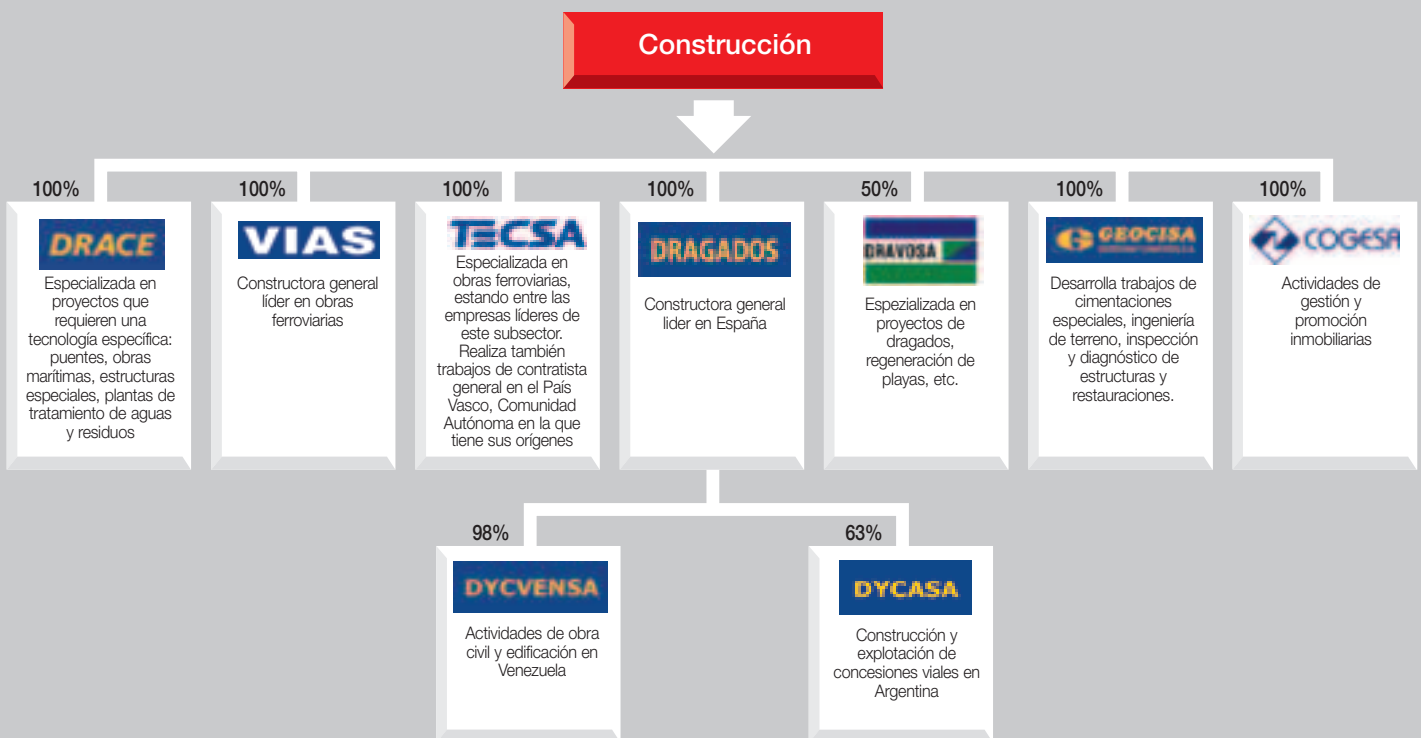 Construcción
100%
100%
100%
100%
50%
100%
100%
DRACE
Especializada en
proyectos que
requieren una
tecnología específica:
puentes, obras
marítimas, estructuras
especiales, plantas de
tratamiento de aguas
y residuos
VIAS
Constructora general
líder en obras
ferroviarias
TECSA
Especializada en
obras ferroviarias,
estando entre las
empresas líderes de
este subsector.
Realiza también
trabajos de contratista
general en el País
Vasco, Comunidad
Autónoma en la que
tiene sus orígenes
DRAGADOS
Constructora general
lider en España
DRAVOSA
Espezializada en
proyectos de
dragados,
regeneración de
playas, etc.
GEOCISA
Desarrolla trabajos de
cimentaciones
especiales, ingeniería
de terreno, inspección
y diagnóstico de
estructuras y
restauraciones.
COGESA
Actividades de
gestión y
promoción
inmobiliarias
98%
63%
DYCVENSA
Actividades de obra
civil y edificación en
Venezuela
DYCASA
Construcción y
explotación de
concesiones viales en
Argentina